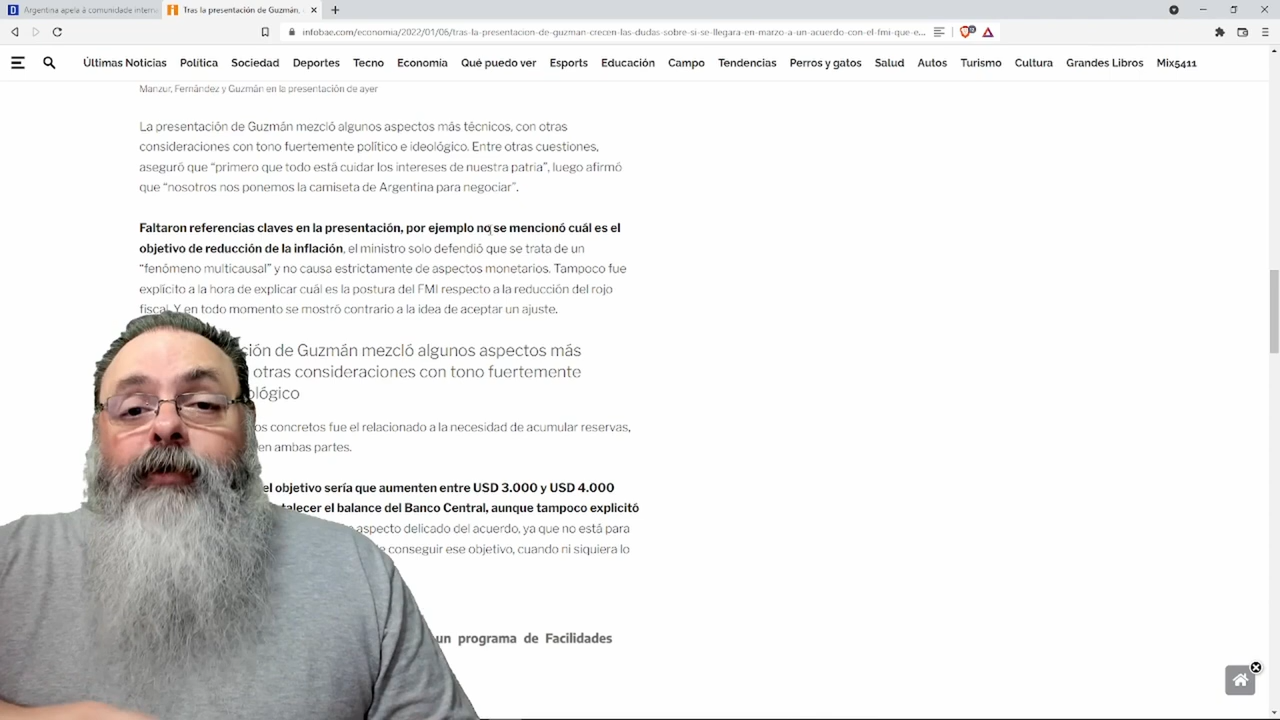 Argentina apela à comunidade intern
Tras la presentación de Guzmán,
infobae.com/economia/2022/01/06/tras-la-presentacion-de-guzman-crecen-las-dudas-sobre-si-se-llegara-en-marzo-a-un-acuerdo-con-el-fmi-que-e...
Últimas Noticias Política Sociedad Deportes Tecno Economía Qué puedo ver Esports Educación Campo Tendencias Perros y gatos Salud Autos Turismo Cultura Grandes Libros Mix5411
Manzur, Fernández y Guzmán en la presentación de ayer
La presentación de Guzmán mezcló algunos aspectos más técnicos, con otras
consideraciones con tono fuertemente político e ideológico. Entre otras cuestiones,
aseguró que “primero que todo está cuidar los intereses de nuestra patria”, luego afirmó
que “nosotros nos ponemos la camiseta de Argentina para negociar”.
Faltaron referencias claves en la presentación, por ejemplo no se mencionó cuál es el
objetivo de reducción de la inflación, el ministro solo defendió que se trata de un
“fenómeno multicausal” y no causa estrictamente de aspectos monetarios. Tampoco fue
explícito a la hora de explicar cuál es la postura del FMI respecto a la reducción del rojo
fiscal. Y en todo momento se mostró contrario a la idea de aceptar un ajuste.
ción de Guzmán mezcló algunos aspectos más
otras consideraciones con tono fuertemente
ológico
os concretos fue el relacionado a la necesidad de acumular reservas,
en ambas partes.
el objetivo sería que aumenten entre USD 3.000 y USD 4.000
talecer el balance del Banco Central, aunque tampoco explicitó
aspecto delicado del acuerdo, ya que no está para
e conseguir ese objetivo, cuando ni siquiera lo
un programa de Facilidades